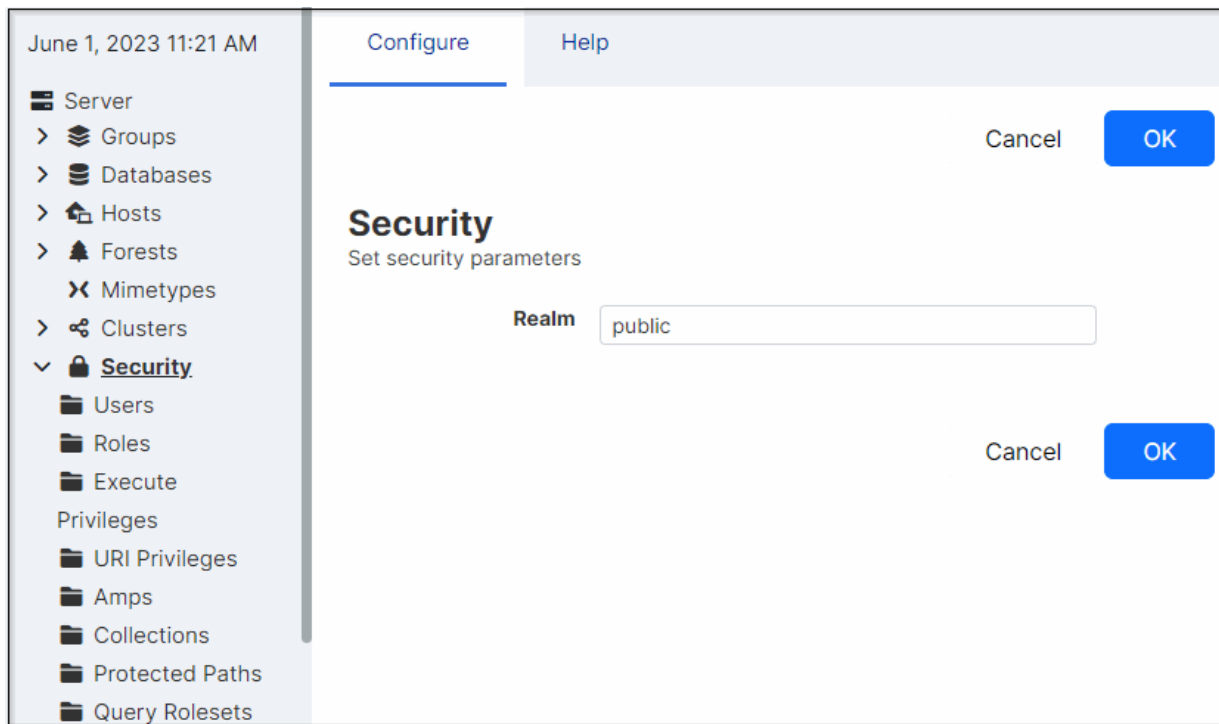 June 1, 2023 11:21 AM
Server
Groups
Databases
Hosts
Forests
Mimetypes
Clusters
Security
Users
Roles
Execute
Privileges
URI Privileges
Amps
Collections
Protected Paths
Query Rolesets
Configure
Help
Cancel
OK
Security
Set security parameters
Realm
public
Cancel
OK